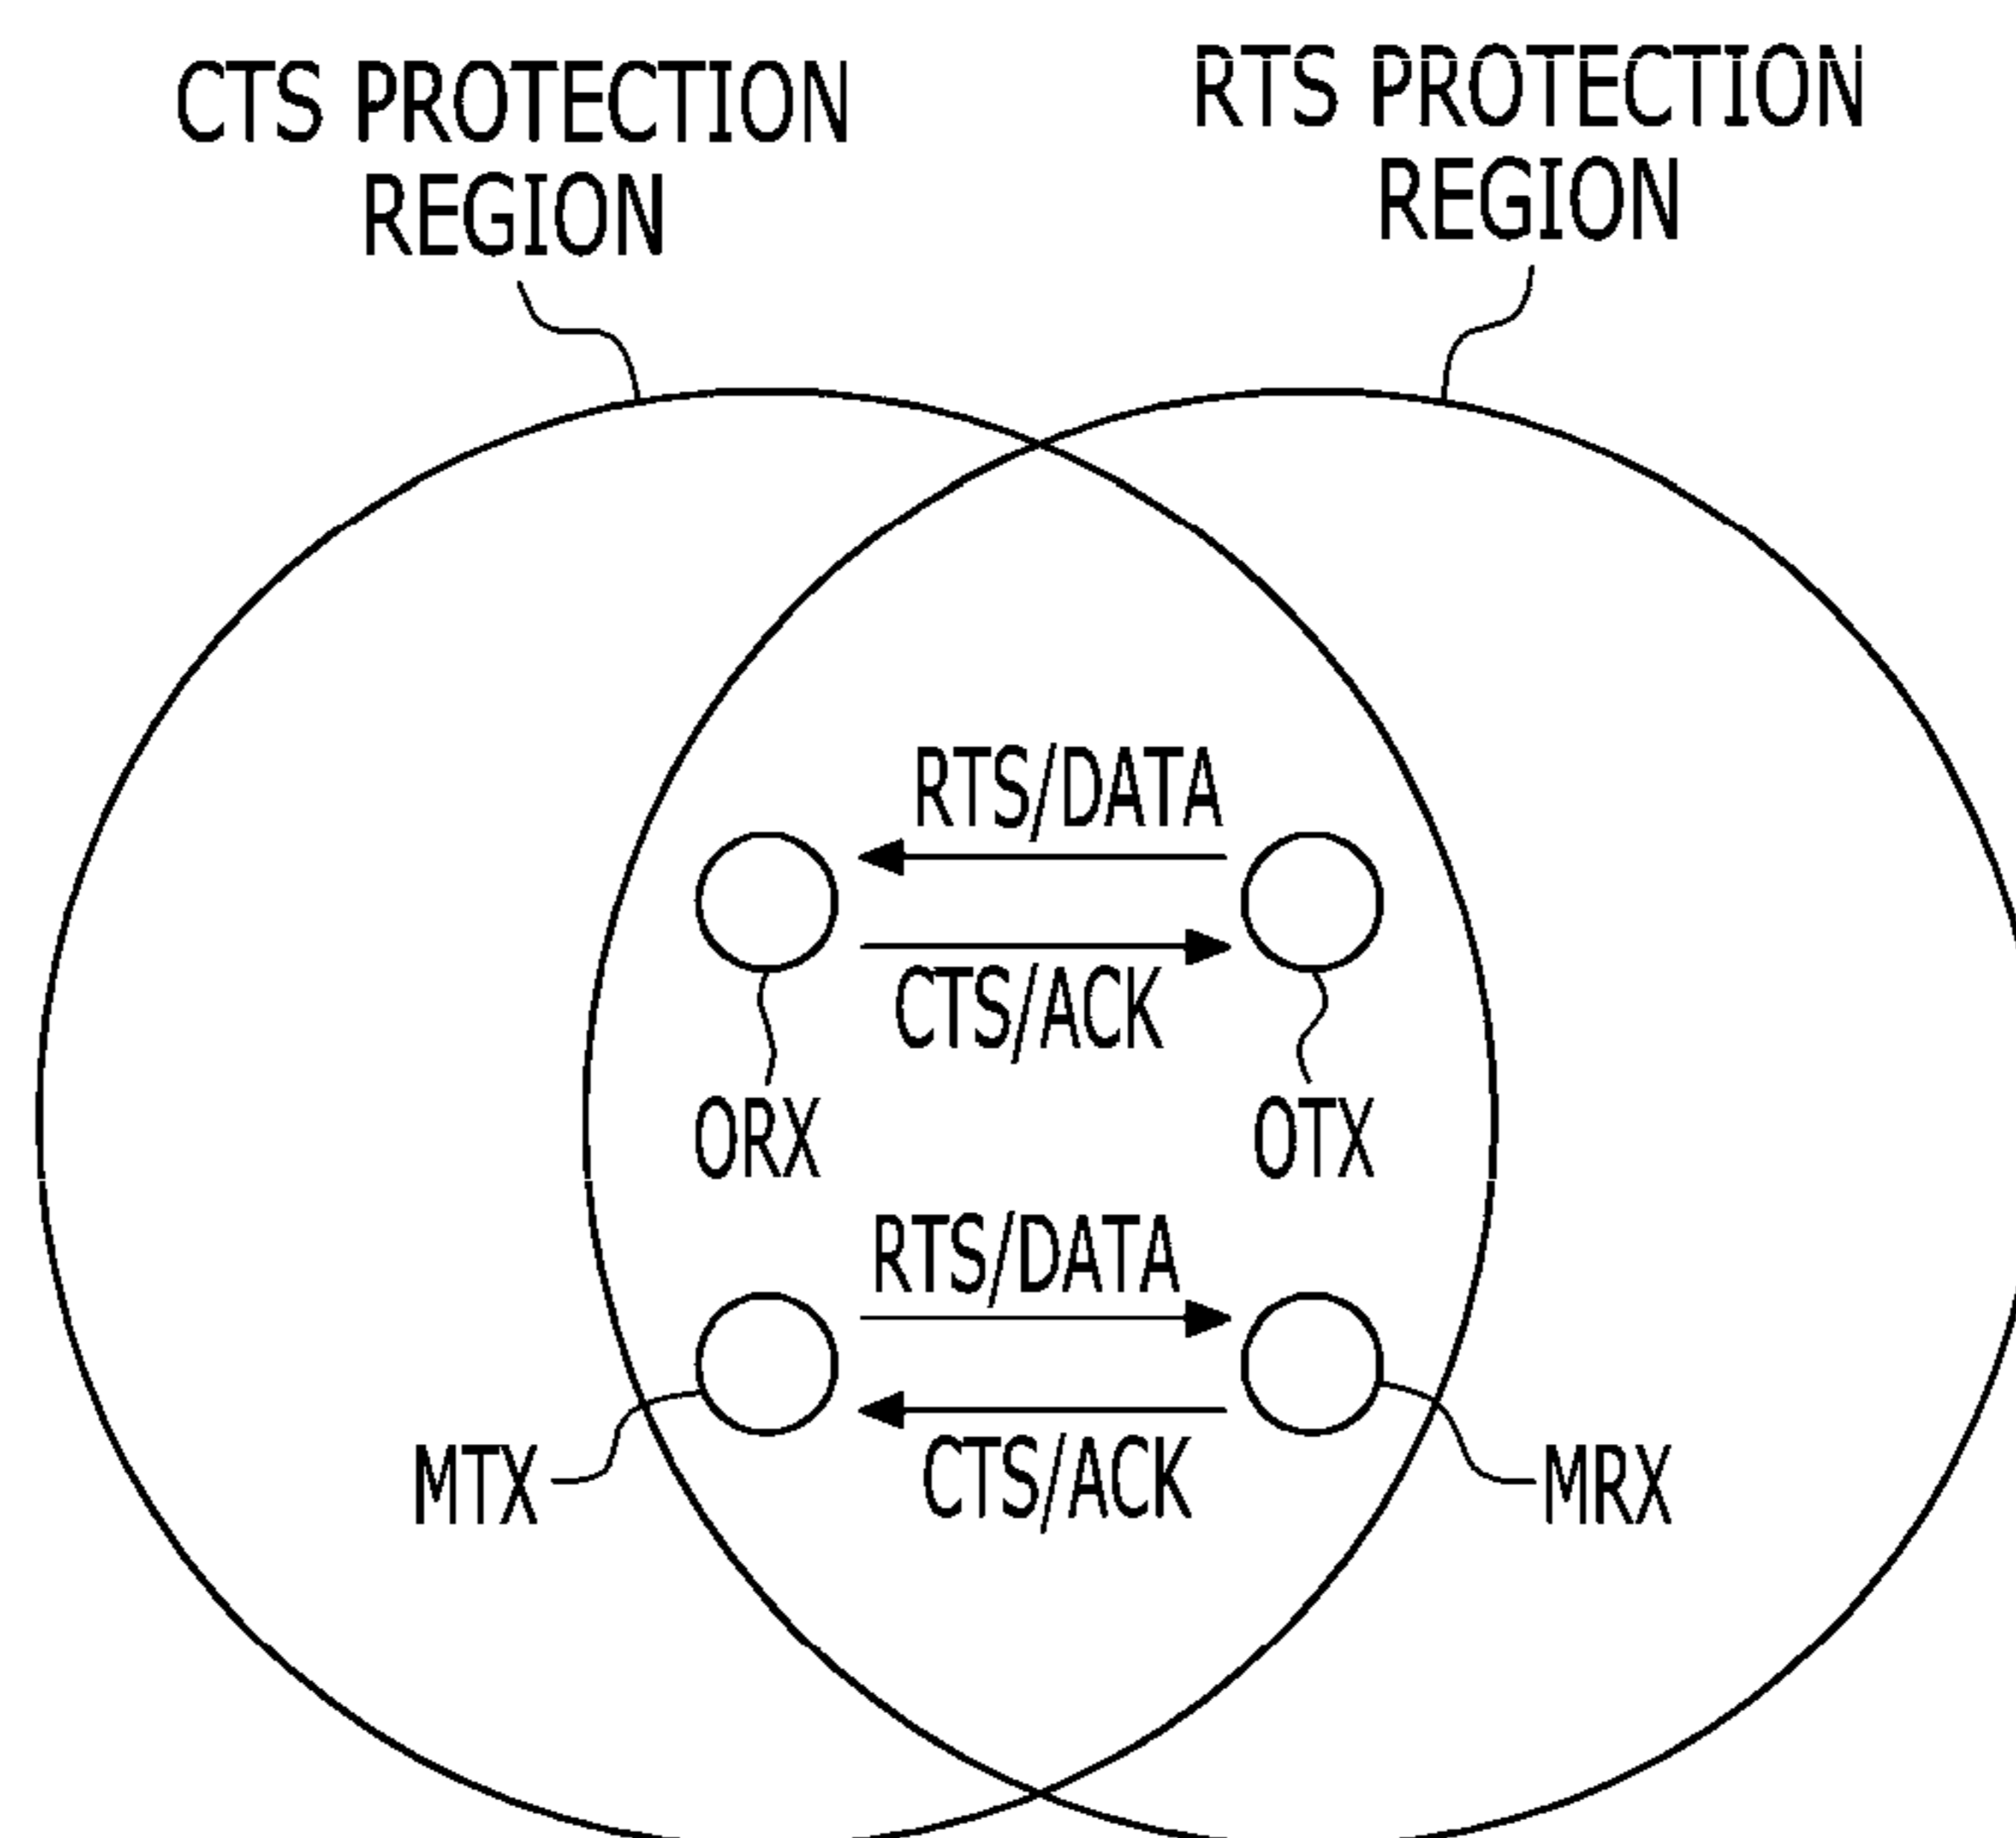 CTS PROTECTION
REGION
RTS PROTECTION
REGION
RTS/DATA
CTS/ACK
ORX
OTX
RTS/DATA
CTS/ACK
MTX
MRX